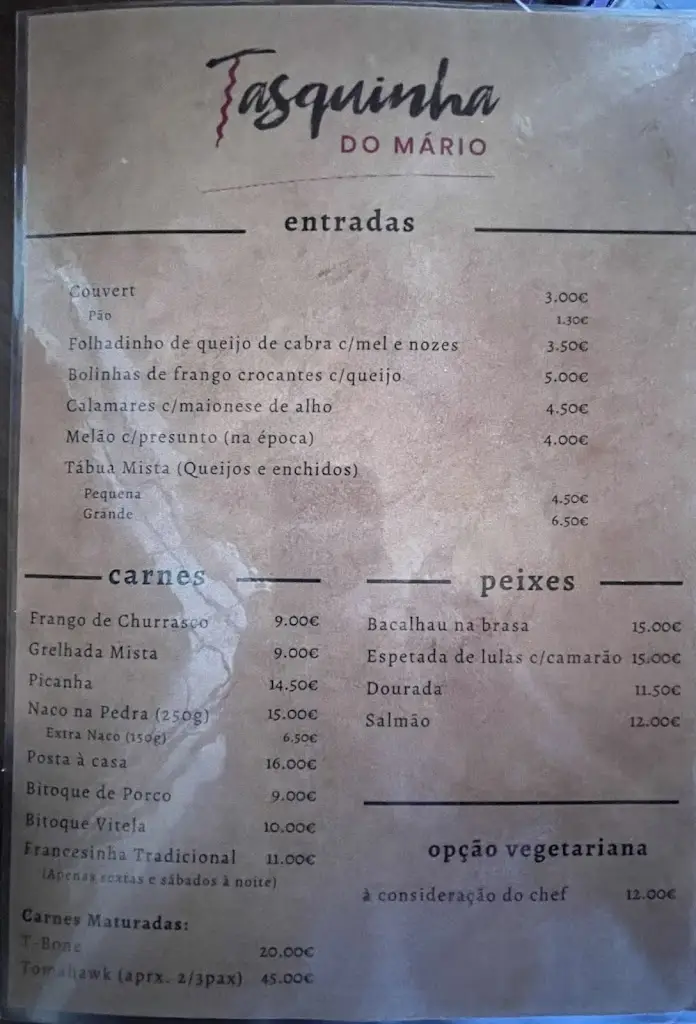 Tasquinha
DO MÁRIO
entradas
Couvert 3.00€
Pão 1.30€
Folhadinho de queijo de cabra c/mel e nozes 3.50€
Bolinhas de frango crocantes c/queijo 5.00€
Calamares c/maionese de alho 4.50€
Melão c/presunto (na época) 4.00€
Tábua Mista (Queijos e enchidos)
Pequena 4.50€
Grande 6.50€
carnes
Frango de Churrasco 9.00€
Grelhada Mista 9.00€
Picanha 14.50€
Naco na Pedra (250g) 15.00€
Extra Naco (150g) 6.50€
Posta à casa 16.00€
Bitoque de Porco 9.00€
Bitoque Vitela 10.00€
Francesinha Tradicional 11.00€
(Apenas sextas e sábados à noite)
Carnes Maturadas:
T-Bone 20.00€
Tomahawk (aprx. 2/3pax) 45.00€
peixes
Bacalhau na brasa 15.00€
Espetada de lulas c/camarão 15.00€
Dourada 11.50€
Salmão 12.00€
opção vegetariana
à consideração do chef 12.00€